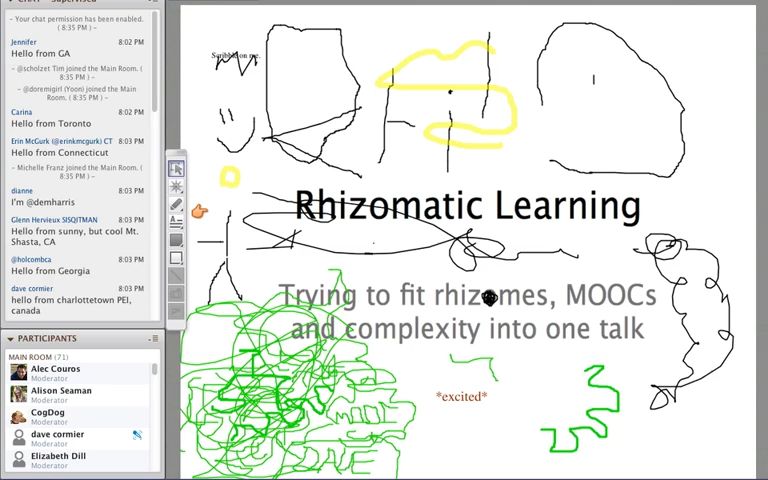 CHAT - Supervised
- Your chat permission has been enabled.
( 8:35 PM ) -
Jennifer 8:02 PM
Hello from GA
- @scholzet Tim joined the Main Room. (
8:35 PM ) -
- @doremigirl (Yoon) joined the Main
Room. ( 8:35 PM ) -
Carina 8:02 PM
Hello from Toronto
Erin McGurk (@erinkmcgurk) CT 8:03 PM
Hello from Connecticut
- Michelle Franz joined the Main Room. (
8:35 PM ) -
dianne 8:03 PM
I'm @demharris
Glenn Hervieux SISQITMAN 8:03 PM
Hello from sunny, but cool Mt.
Shasta, CA
@holcombca 8:03 PM
Hello from Georgia
dave cormier 8:03 PM
hello from charlottetown PEI,
canada
PARTICIPANTS
MAIN ROOM (71)
Alec Couros
Moderator
Alison Seaman
Moderator
CogDog
Moderator
dave cormier
Moderator
Elizabeth Dill
Moderator
Scribble on me.
Rhizomatic Learning
Trying to fit rhizomes, MOOCs
and complexity into one talk
*excited*